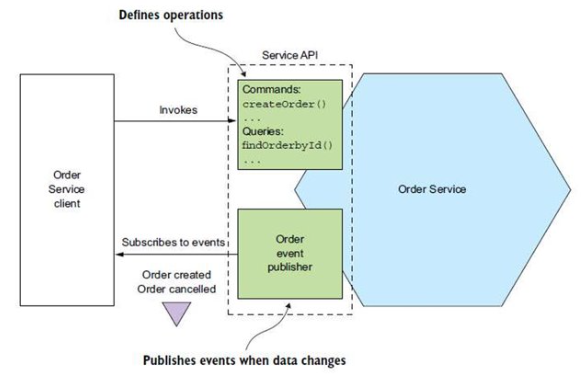 Defines operations
Service API
Commands:
createOrder()
...
Queries:
findOrderbyId()
...
Invokes
Order
Service
client
Order Service
Subscribes to events
Order
event
publisher
Order created
Order cancelled
Publishes events when data changes